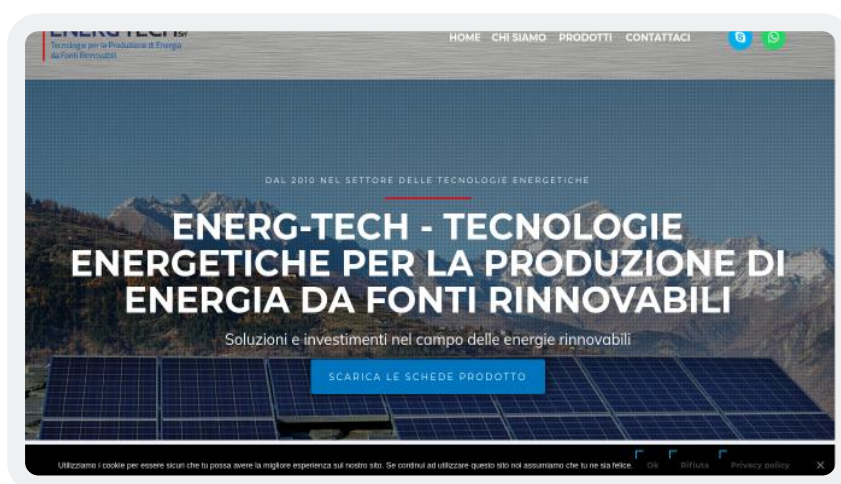 ENERG-TECH Srl
Tecnologie per la Produzione di Energia
da Fonti Rinnovabili
HOME CHI SIAMO PRODOTTI CONTATTACI
DAL 2010 NEL SETTORE DELLE TECNOLOGIE ENERGETICHE
ENERG-TECH - TECNOLOGIE
ENERGETICHE PER LA PRODUZIONE DI
ENERGIA DA FONTI RINNOVABILI
Soluzioni e investimenti nel campo delle energie rinnovabili
SCARICA LE SCHEDE PRODOTTO
Utilizziamo i cookie per essere sicuri che tu possa avere la migliore esperienza sul nostro sito. Se continui ad utilizzare questo sito noi assumiamo che tu ne sia felice. Ok Rifiuta Privacy policy X